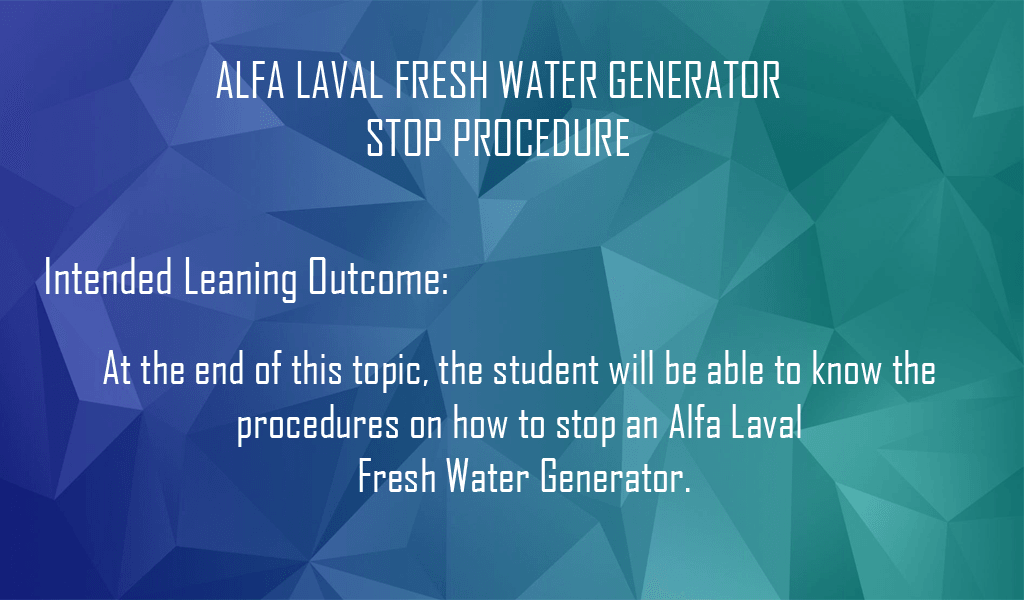 ALFA LAVAL FRESH WATER GENERATOR
STOP PROCEDURE
Intended Leaning Outcome:
At the end of this topic, the student will be able to know the
procedures on how to stop an Alfa Laval
Fresh Water Generator.